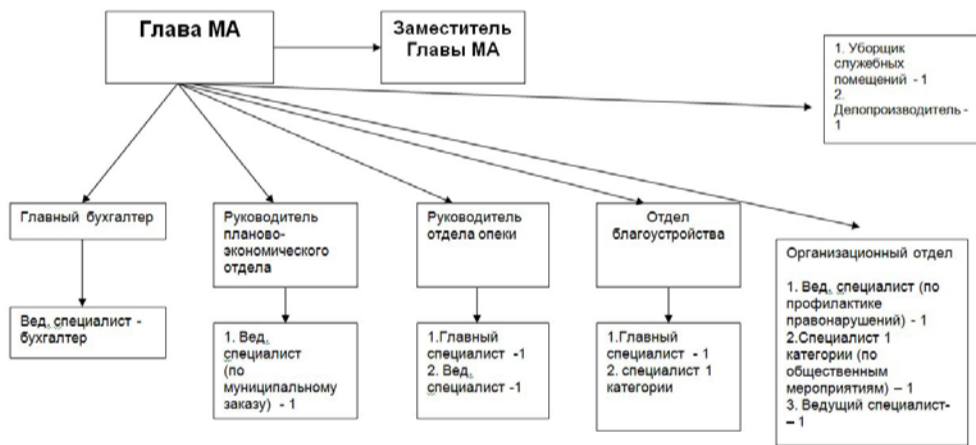 Глава МА
Заместитель
Главы МА
1. Уборщик
служебных
помещений - 1
2.
Делопроизводитель -
1
Главный бухгалтер
Руководитель
планово-
экономического
отдела
Руководитель
отдела опеки
Отдел
благоустройства
Организационный отдел
1. Вед. специалист (по
профилактике
правонарушений) - 1
2.Специалист 1
категории (по
общественным
мероприятиям) – 1
3. Ведущий специалист-
– 1
Вед. специалист -
бухгалтер
1. Вед.
специалист
(по
муниципальному
заказу) - 1
1.Главный
специалист -1
2. Вед.
специалист -1
1.Главный
специалист - 1
2. специалист 1
категории